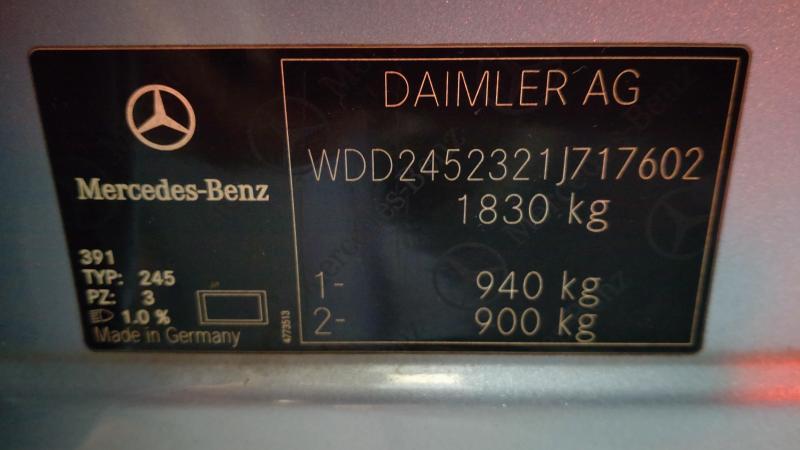 Mercedes-Benz
391
TYP: 245
PZ: 3
1.0 %
Made in Germany
4773513
DAIMLER AG
WDD2452321J717602
1830 kg
1- 940 kg
2- 900 kg